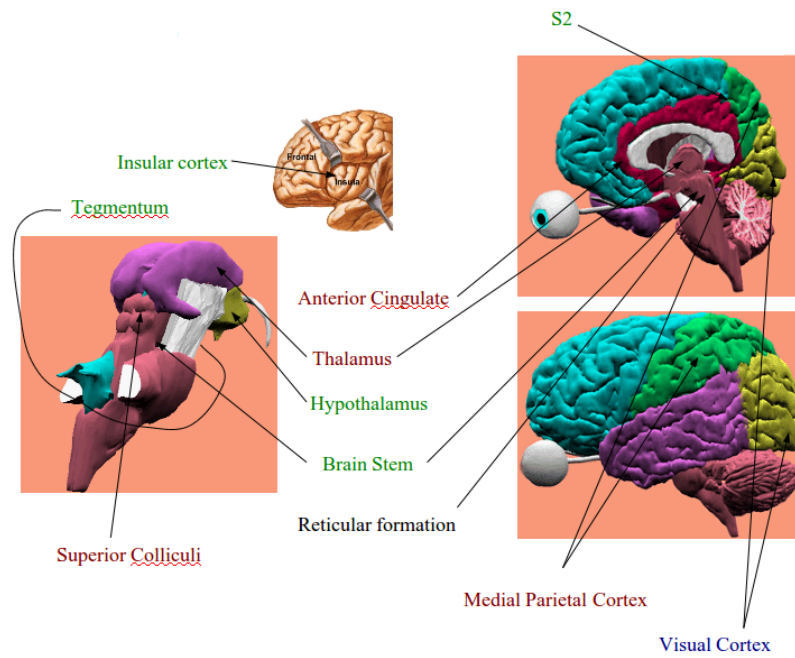 S2
Insular cortex
Frontal
Insula
Tegmentum
Anterior Cingulate
Thalamus
Hypothalamus
Brain Stem
Reticular formation
Superior Colliculi
Medial Parietal Cortex
Visual Cortex